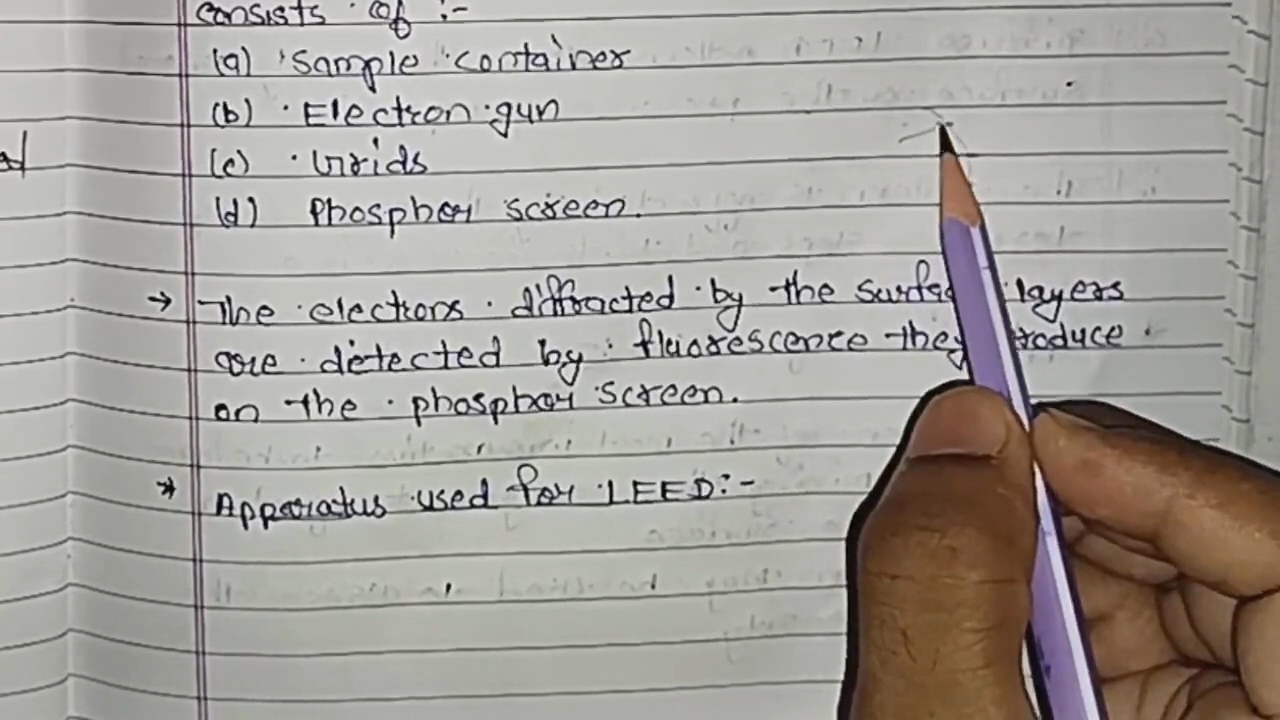 consists of :-
(a) Sample container
(b) Electron gun
(c) Grids
(d) Phosphor screen.
→ The electrons diffracted by the surface layers
are detected by fluorescence they produce
on the phosphor screen.
* Apparatus used for LEED:-